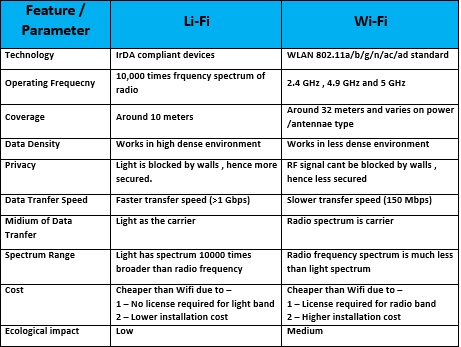 Feature / Parameter Li-Fi Wi-Fi
Technology IrDA compliant devices WLAN 802.11a/b/g/n/ac/ad standard
Operating Frequecny 10,000 times frquency spectrum of radio 2.4 GHz , 4.9 GHz and 5 GHz
Coverage Around 10 meters Around 32 meters and varies on power /antennae type
Data Density Works in high dense environment Works in less dense environment
Privacy Light is blocked by walls , hence more secured. RF signal cant be blocked by walls , hence less secured
Data Tranfer Speed Faster transfer speed (>1 Gbps) Slower transfer speed (150 Mbps)
Midium of Data Tranfer Light as the carrier Radio spectrum is carrier
Spectrum Range Light has spectrum 10000 times broader than radio frequency Radio frequency spectrum is much less than light spectrum
Cost Cheaper than Wifi due to – 1 – No license required for light band 2 – Lower installation cost Cheaper than Wifi due to – 1 – License required for radio band 2 – Higher installation cost
Ecological impact Low Medium